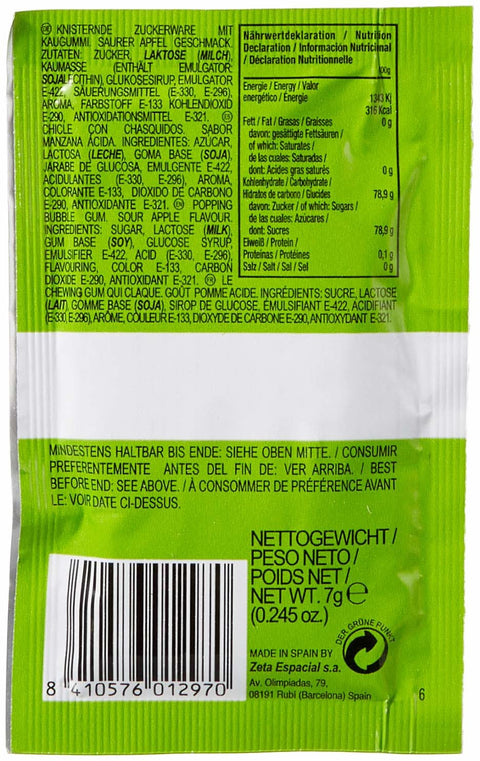 DE KNISTERNDE ZUCKERWARE MIT
KAUGUMMI. SAURER APFEL GESCHMACK.
ZUTATEN: ZUCKER, LAKTOSE (MILCH),
KAUMASSE (ENTHÄLT EMULGATOR:
SOJALECITHIN), GLUKOSESIRUP, EMULGATOR
E-422, SÄUERUNGSMITTEL (E-330, E-296),
AROMA, FARBSTOFF E-133 KOHLENDIOXID
E-290, ANTIOXIDATIONSMITTEL E-321. ES
CHICLE CON CHASQUIDOS. SABOR
MANZANA ÁCIDA. INGREDIENTES: AZÚCAR,
LACTOSA (LECHE), GOMA BASE (SOJA),
JARABE DE GLUCOSA, EMULGENTE E-422,
ACIDULANTES (E-330, E-296), AROMA,
COLORANTE E-133, DIOXIDO DE CARBONO
E-290, ANTIOXIDANTE E-321. EN POPPING
BUBBLE GUM. SOUR APPLE FLAVOUR.
INGREDIENTS: SUGAR, LACTOSE (MILK),
GUM BASE (SOY), GLUCOSE SYRUP,
EMULSIFIER E-422, ACID (E-330, E-296),
FLAVOURING, COLOR E-133, CARBON
DIOXIDE E-290, ANTIOXIDANT E-321. LE
CHEWING GUM QUI CLAQUE. GOÛT POMME ACIDE. INGRÉDIENTS: SUCRE, LACTOSE
(LAIT) GOMME BASE (SOJA), SIROP DE GLUCOSE, ÉMULSIFIANT E-422, ACIDIFIANT
(E-330, E-296), ARÔME, COULEUR E-133, DIOXYDE DE CARBONE E-290, ANTIOXYDANT E-321.
Nährwertdeklaration / Nutrition
Declaration / Información Nutricinal
/ Déclaration Nutritionnelle
100g
Energie / Energy / Valor
energético / Énergie 1343 Kj
316 Kcal
Fett / Fat / Grasas / Graisses 0 g
davon: gesättigte Fettsäuren /
of which: Saturates /
de las cuales: Saturadas /
dont: Acides gras saturés 0 g
Kohlenhydrate / Carbohydrate /
Hidratos de carbono / Glucides 78,9 g
davon: Zucker / of which: Sugars /
de las cuales: Azúcares /
dont: Sucres 78,9 g
Eiweiß / Protein /
Proteinas / Protéines 0,1 g
Salz / Salt / Sal / Sel 0 g
MINDESTENS HALTBAR BIS ENDE: SIEHE OBEN MITTE. / CONSUMIR
PREFERENTEMENTE ANTES DEL FIN DE: VER ARRIBA. / BEST
BEFORE END: SEE ABOVE. / À CONSOMMER DE PRÉFÉRENCE AVANT
LE: VOIR DATE CI-DESSUS.
NETTOGEWICHT /
PESO NETO /
POIDS NET /
NET WT. 7g e
(0.245 oz.)
DER GRÜNE PUNKT
MADE IN SPAIN BY
Zeta Espacial s.a.
Av. Olimpiadas, 79,
08191 Rubí (Barcelona) Spain
6
8 410576 012970